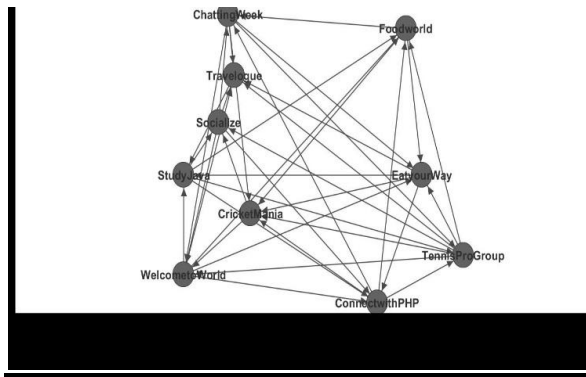 ChattingWeek
Foodworld
Travelogue
Socialize
StudyJava
EatyourWay
CricketMania
TennisProGroup
WelcometoWorld
ConnectwithPHP